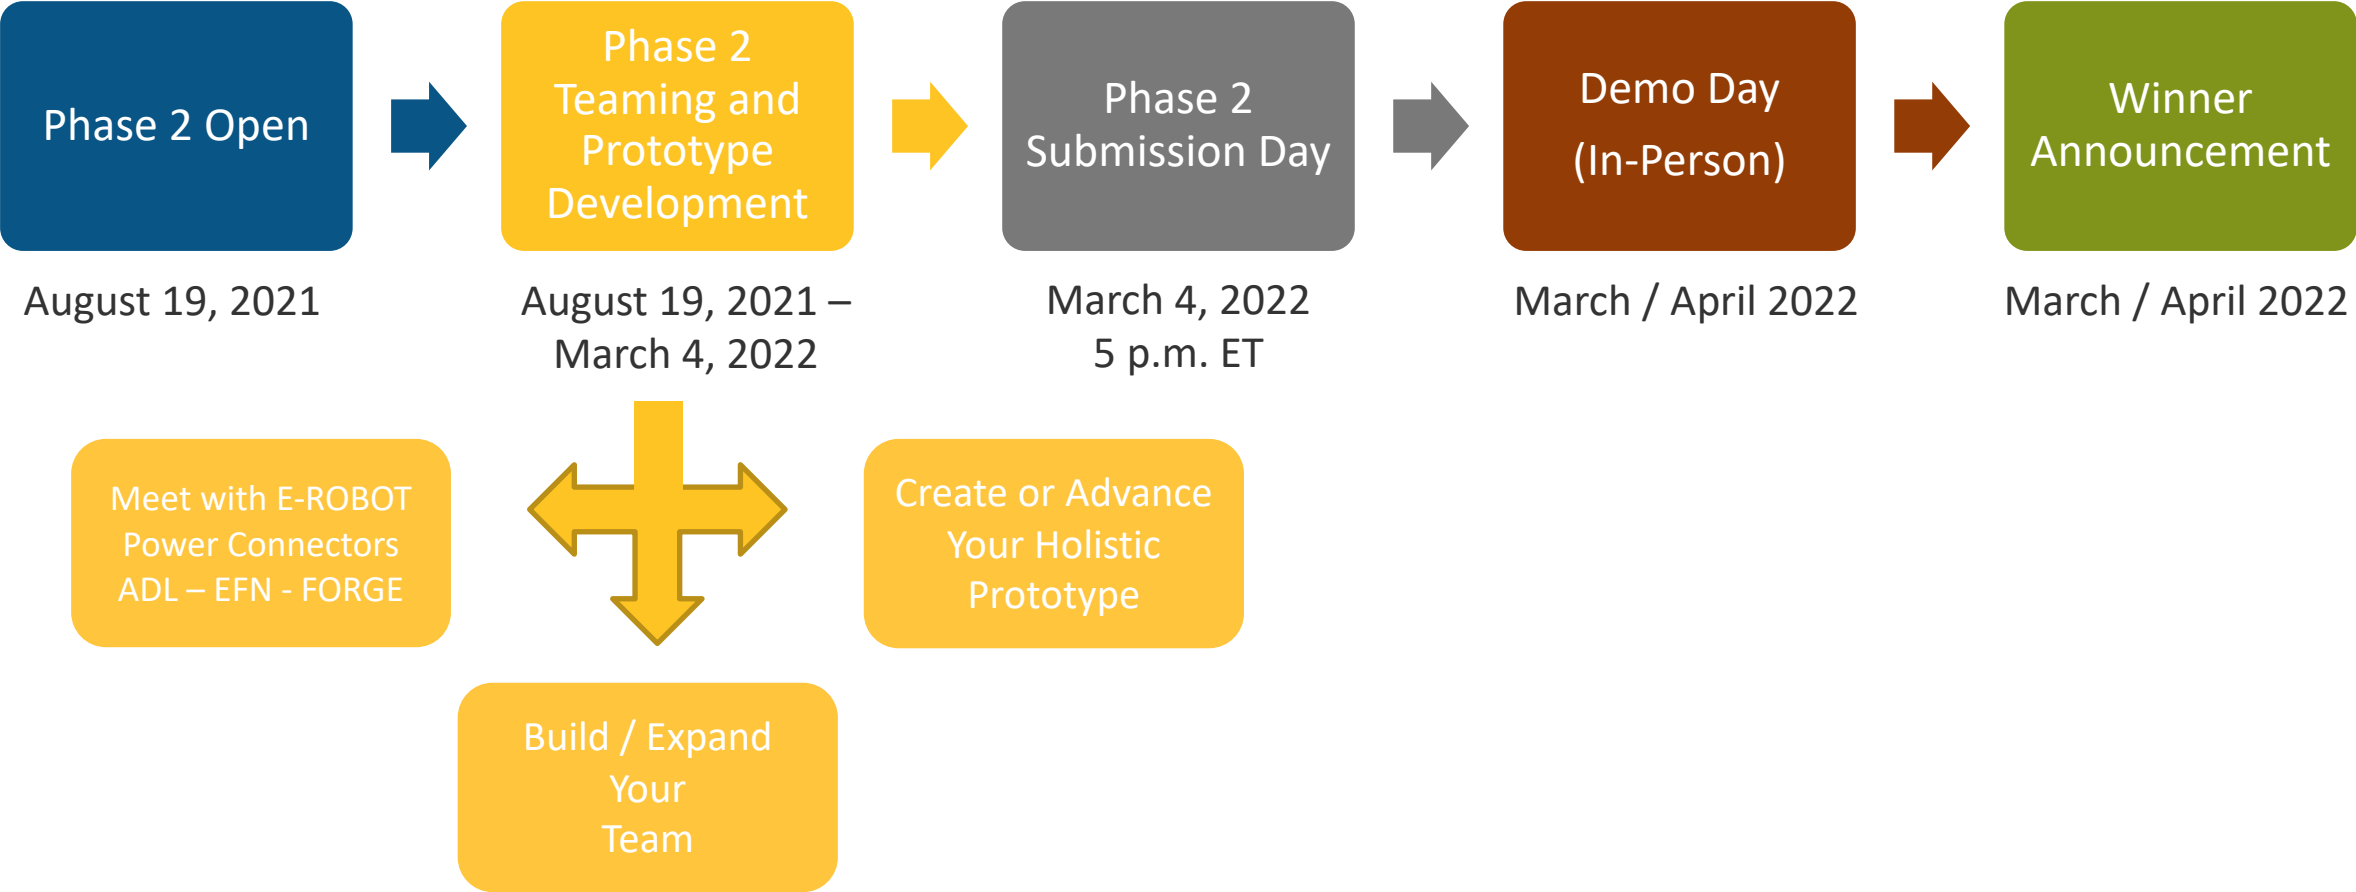 Phase 2 Open
Phase 2
Teaming and
Prototype
Development
Phase 2
Submission Day
Demo Day
(In-Person)
Winner
Announcement
August 19, 2021
August 19, 2021 –
March 4, 2022
March 4, 2022
5 p.m. ET
March / April 2022
March / April 2022
Meet with E-ROBOT
Power Connectors
ADL – EFN - FORGE
Create or Advance
Your Holistic
Prototype
Build / Expand
Your
Team